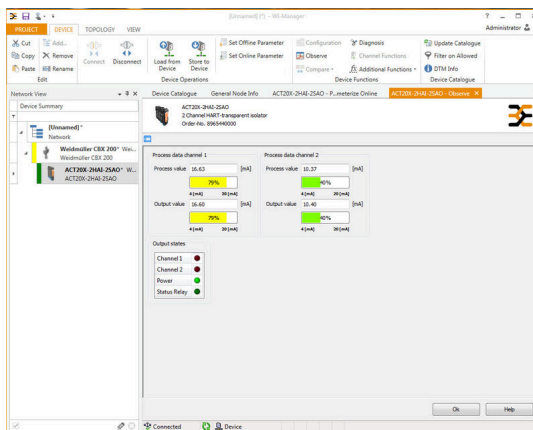 [Unnamed] (*). - WI-Manager
PROJECT DEVICE TOPOLOGY VIEW
Administrator
Cut Add...
Copy Remove
Paste Rename
Edit
Connect Disconnect
Load from Device Store to Device
Set Offline Parameter
Set Online Parameter
Device Operations
Configuration Diagnosis
Observe Channel Functions
Compare Additional Functions
Device Functions
Update Catalogue
Filter on Allowed
DTM Info
Device Catalogue
Network View
Device Catalogue General Node Info ACT20X-2HAI-2SAO - P...meterize Online ACT20X-2HAI-2SAO - Observe
Device Summary
[Unnamed]*
Network
Weidmüller CBX 200* Wei...
Weidmüller CBX 200
ACT20X-2HAI-2SAO* W...
ACT20X-2HAI-2SAO
ACT20X-2HAI-2SAO
2 Channel HART-transparent isolator
Order-No. 8965440000
Process data channel 1
Process value 16.63 [mA]
79%
4 [mA] 20 [mA]
Output value 16.60 [mA]
79%
4 [mA] 20 [mA]
Process data channel 2
Process value 10.37 [mA]
40%
4 [mA] 20 [mA]
Output value 10.40 [mA]
40%
4 [mA] 20 [mA]
Output states
Channel 1
Channel 2
Power
Status Relay
Ok Help
Connected Device